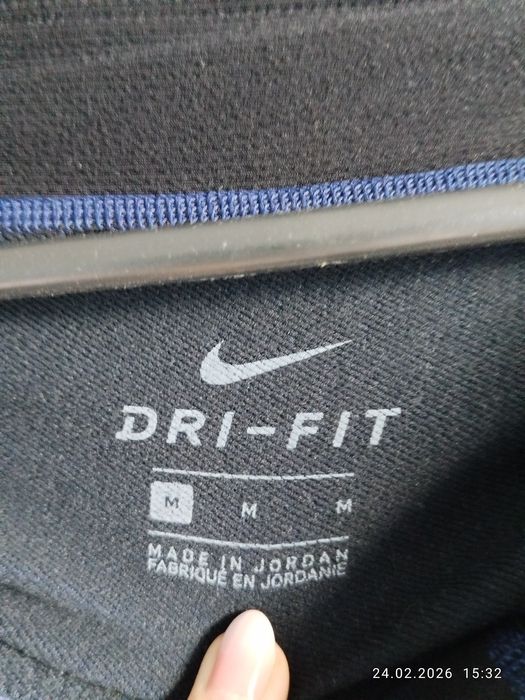 DRI-FIT
M M M
MADE IN JORDAN
FABRIQUÉ EN JORDANIE
24.02.2026 15:32